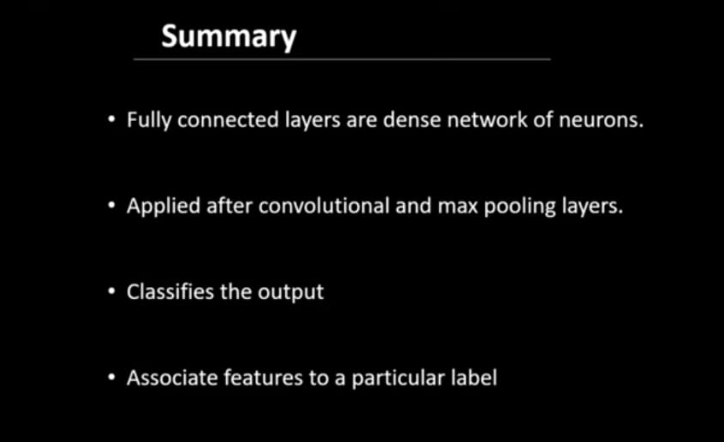 Summary
• Fully connected layers are dense network of neurons.
• Applied after convolutional and max pooling layers.
• Classifies the output
• Associate features to a particular label